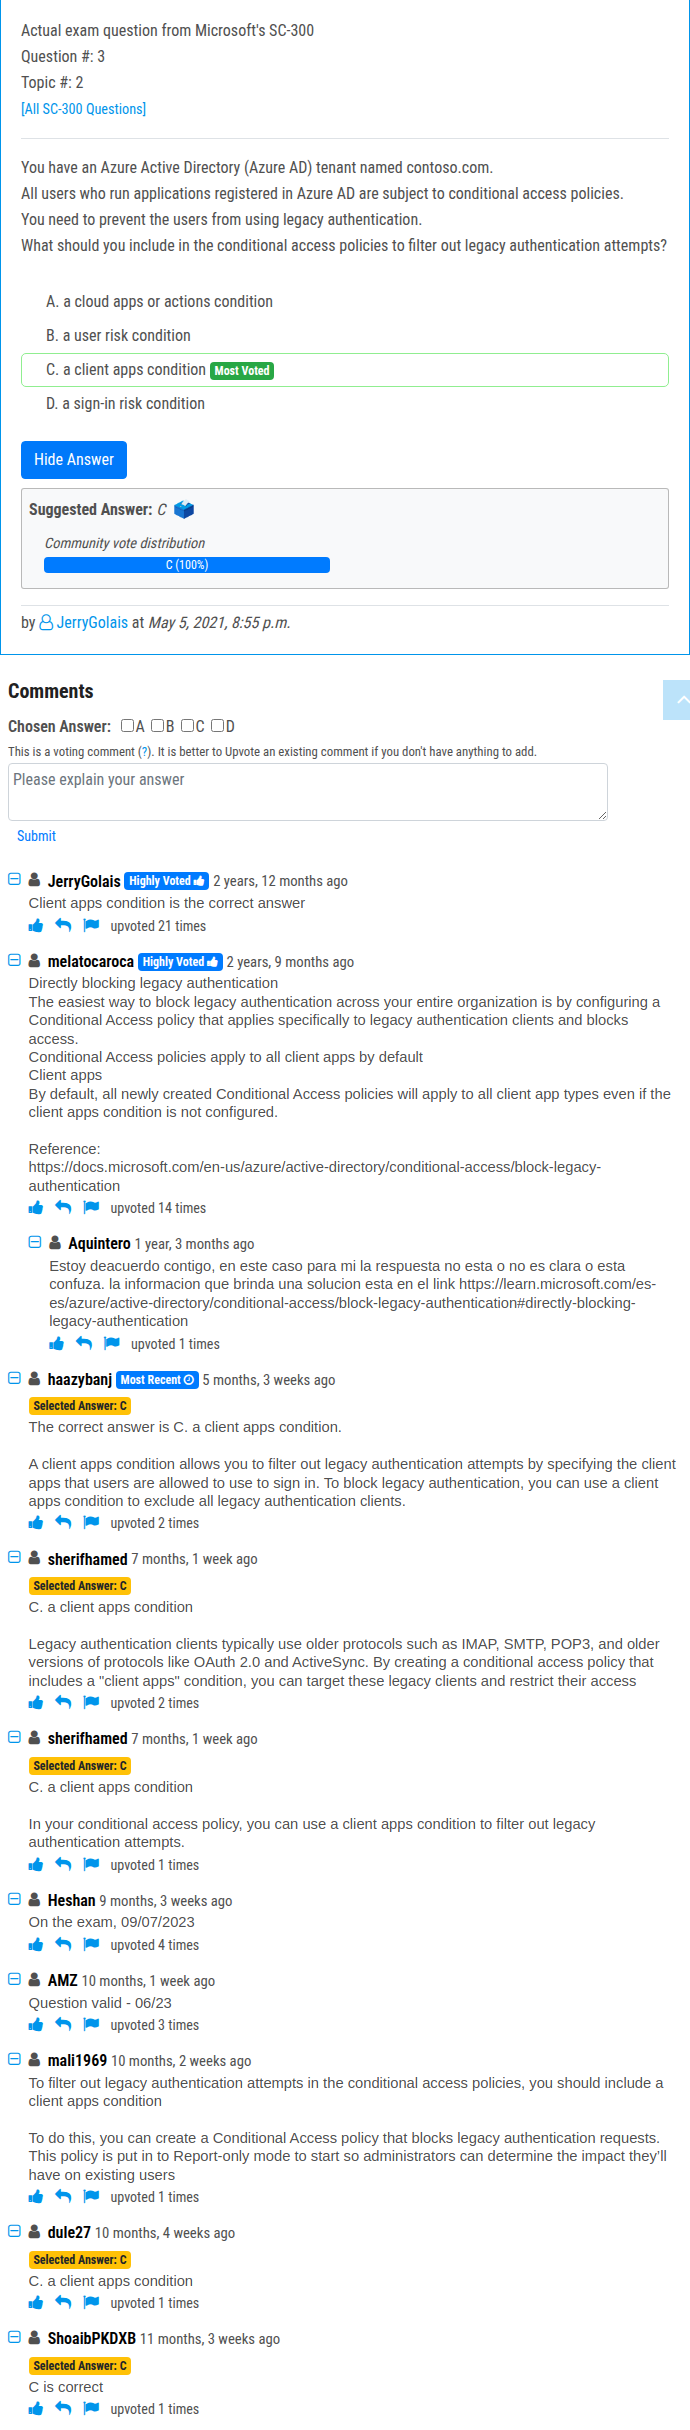 Actual exam question from Microsoft's SC-300
Question #: 3
Topic #: 2
[All SC-300 Questions]
You have an Azure Active Directory (Azure AD) tenant named contoso.com.
All users who run applications registered in Azure AD are subject to conditional access policies.
You need to prevent the users from using legacy authentication.
What should you include in the conditional access policies to filter out legacy authentication attempts?
A. a cloud apps or actions condition
B. a user risk condition
C. a client apps condition Most Voted
D. a sign-in risk condition
Hide Answer
Suggested Answer: C
Community vote distribution
C (100%)
by JerryGolais at May 5, 2021, 8:55 p.m.
Comments
Chosen Answer: A B C D
This is a voting comment (?). It is better to Upvote an existing comment if you don't have anything to add.
Please explain your answer
Submit
JerryGolais Highly Voted 2 years, 12 months ago
Client apps condition is the correct answer
upvoted 21 times
melatocaroca Highly Voted 2 years, 9 months ago
Directly blocking legacy authentication
The easiest way to block legacy authentication across your entire organization is by configuring a
Conditional Access policy that applies specifically to legacy authentication clients and blocks
access.
Conditional Access policies apply to all client apps by default
Client apps
By default, all newly created Conditional Access policies will apply to all client app types even if the
client apps condition is not configured.
Reference:
https://docs.microsoft.com/en-us/azure/active-directory/conditional-access/block-legacy-
authentication
upvoted 14 times
Aquintero 1 year, 3 months ago
Estoy deacuerdo contigo, en este caso para mi la respuesta no esta o no es clara o esta
confuza. la informacion que brinda una solucion esta en el link https://learn.microsoft.com/es-
es/azure/active-directory/conditional-access/block-legacy-authentication#directly-blocking-
legacy-authentication
upvoted 1 times
haazybanj Most Recent 5 months, 3 weeks ago
Selected Answer: C
The correct answer is C. a client apps condition.
A client apps condition allows you to filter out legacy authentication attempts by specifying the client
apps that users are allowed to use to sign in. To block legacy authentication, you can use a client
apps condition to exclude all legacy authentication clients.
upvoted 2 times
sherifhamed 7 months, 1 week ago
Selected Answer: C
C. a client apps condition
Legacy authentication clients typically use older protocols such as IMAP, SMTP, POP3, and older
versions of protocols like OAuth 2.0 and ActiveSync. By creating a conditional access policy that
includes a "client apps" condition, you can target these legacy clients and restrict their access
upvoted 2 times
sherifhamed 7 months, 1 week ago
Selected Answer: C
C. a client apps condition
In your conditional access policy, you can use a client apps condition to filter out legacy
authentication attempts.
upvoted 1 times
Heshan 9 months, 3 weeks ago
On the exam, 09/07/2023
upvoted 4 times
AMZ 10 months, 1 week ago
Question valid - 06/23
upvoted 3 times
mali1969 10 months, 2 weeks ago
To filter out legacy authentication attempts in the conditional access policies, you should include a
client apps condition
To do this, you can create a Conditional Access policy that blocks legacy authentication requests.
This policy is put in to Report-only mode to start so administrators can determine the impact they'll
have on existing users
upvoted 1 times
dule27 10 months, 4 weeks ago
Selected Answer: C
C. a client apps condition
upvoted 1 times
ShoaibPKDXB 11 months, 3 weeks ago
Selected Answer: C
C is correct
upvoted 1 times